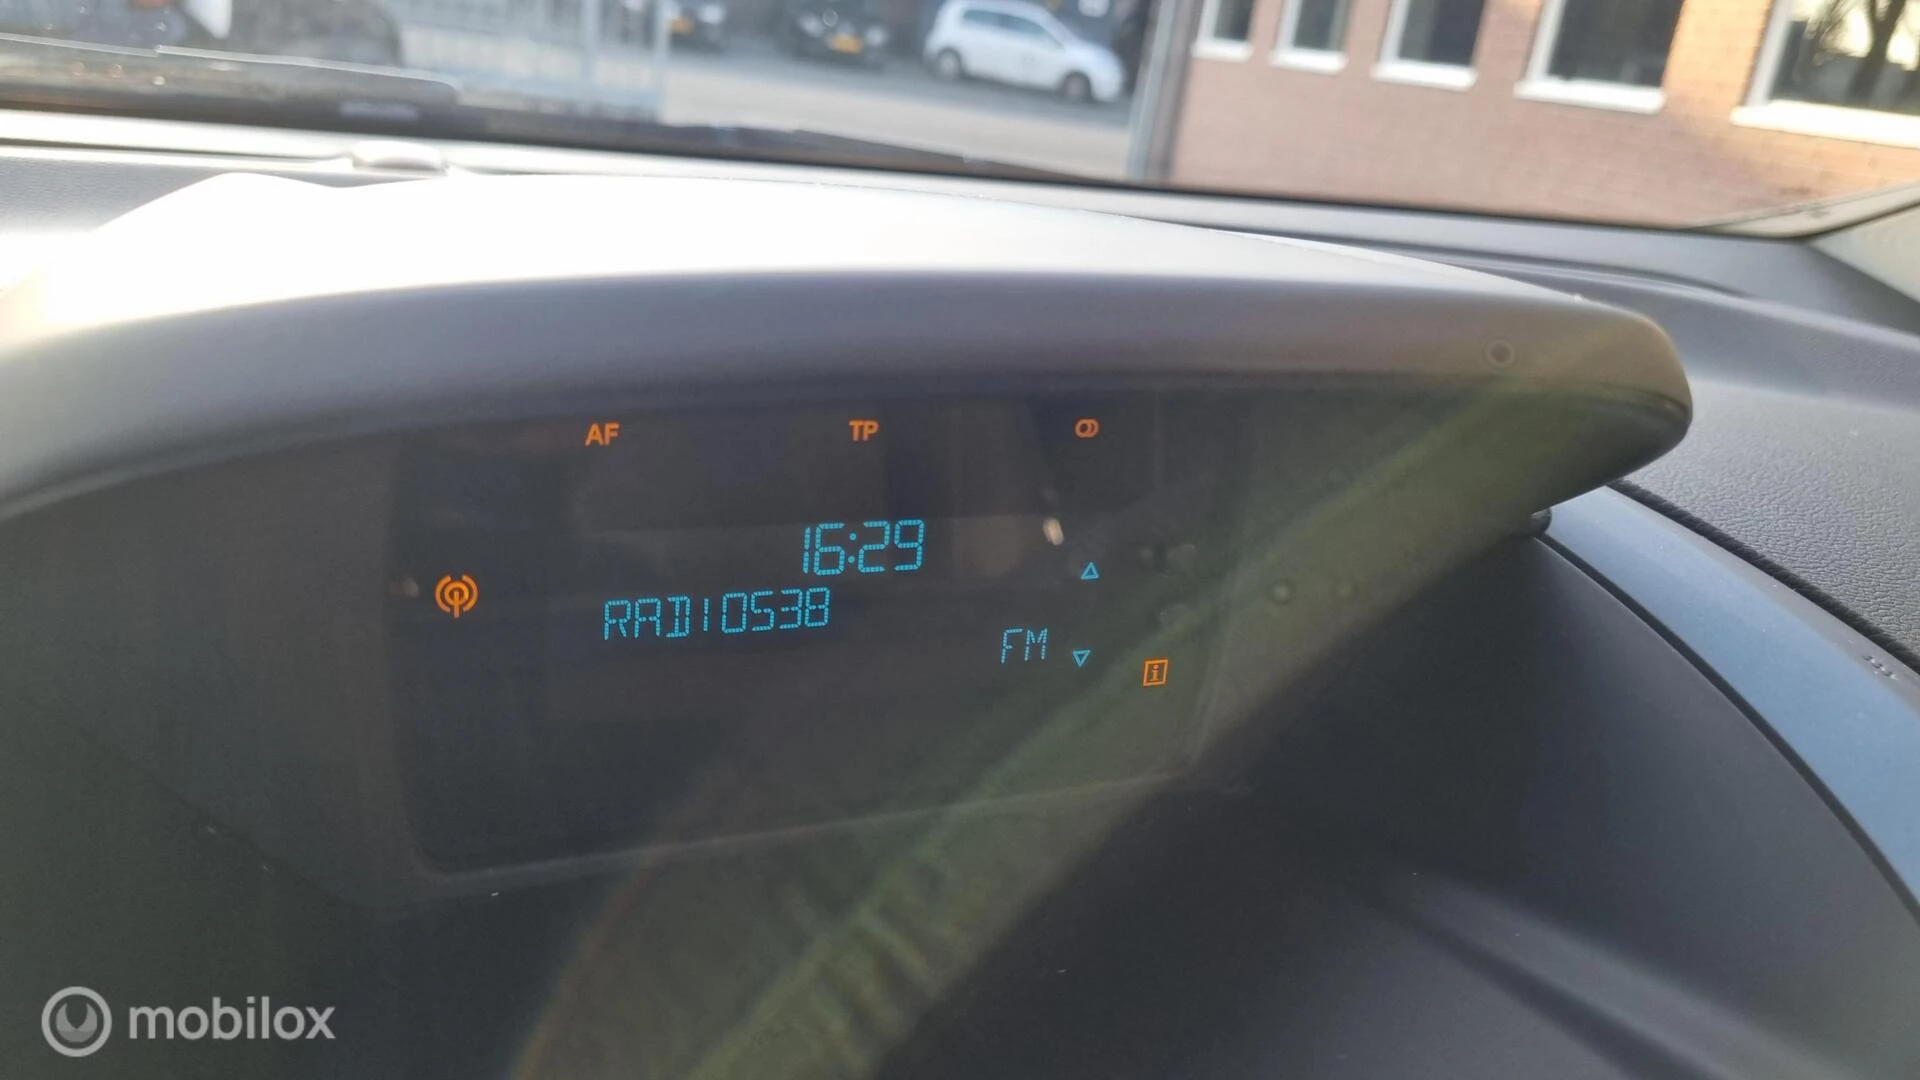 AF TP
16:29
RADIO538
FM
i
mobilox